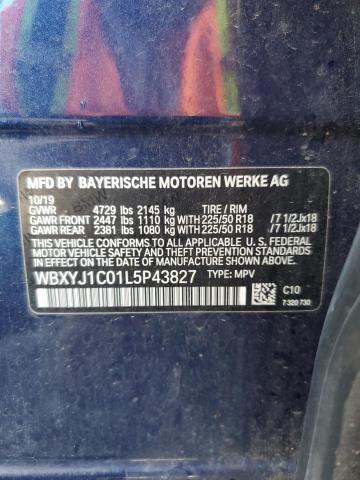 MFD BY BAYERISCHE MOTOREN WERKE AG
10/19
GVWR 4729 lbs 2145 kg TIRE / RIM
GAWR FRONT 2447 lbs 1110 kg WITH 225/50 R18 /7 1/2Jx18
GAWR REAR 2381 lbs 1080 kg WITH 225/50 R18 /7 1/2Jx18
THIS VEHICLE CONFORMS TO ALL APPLICABLE U.S. FEDERAL
MOTOR VEHICLE SAFETY, BUMPER, AND THEFT PREVENTION
STANDARDS IN EFFECT ON THE DATE OF MANUFACTURE SHOWN ABOVE.
WBXYJ1C01L5P43827 TYPE: MPV
C10
7 320 730